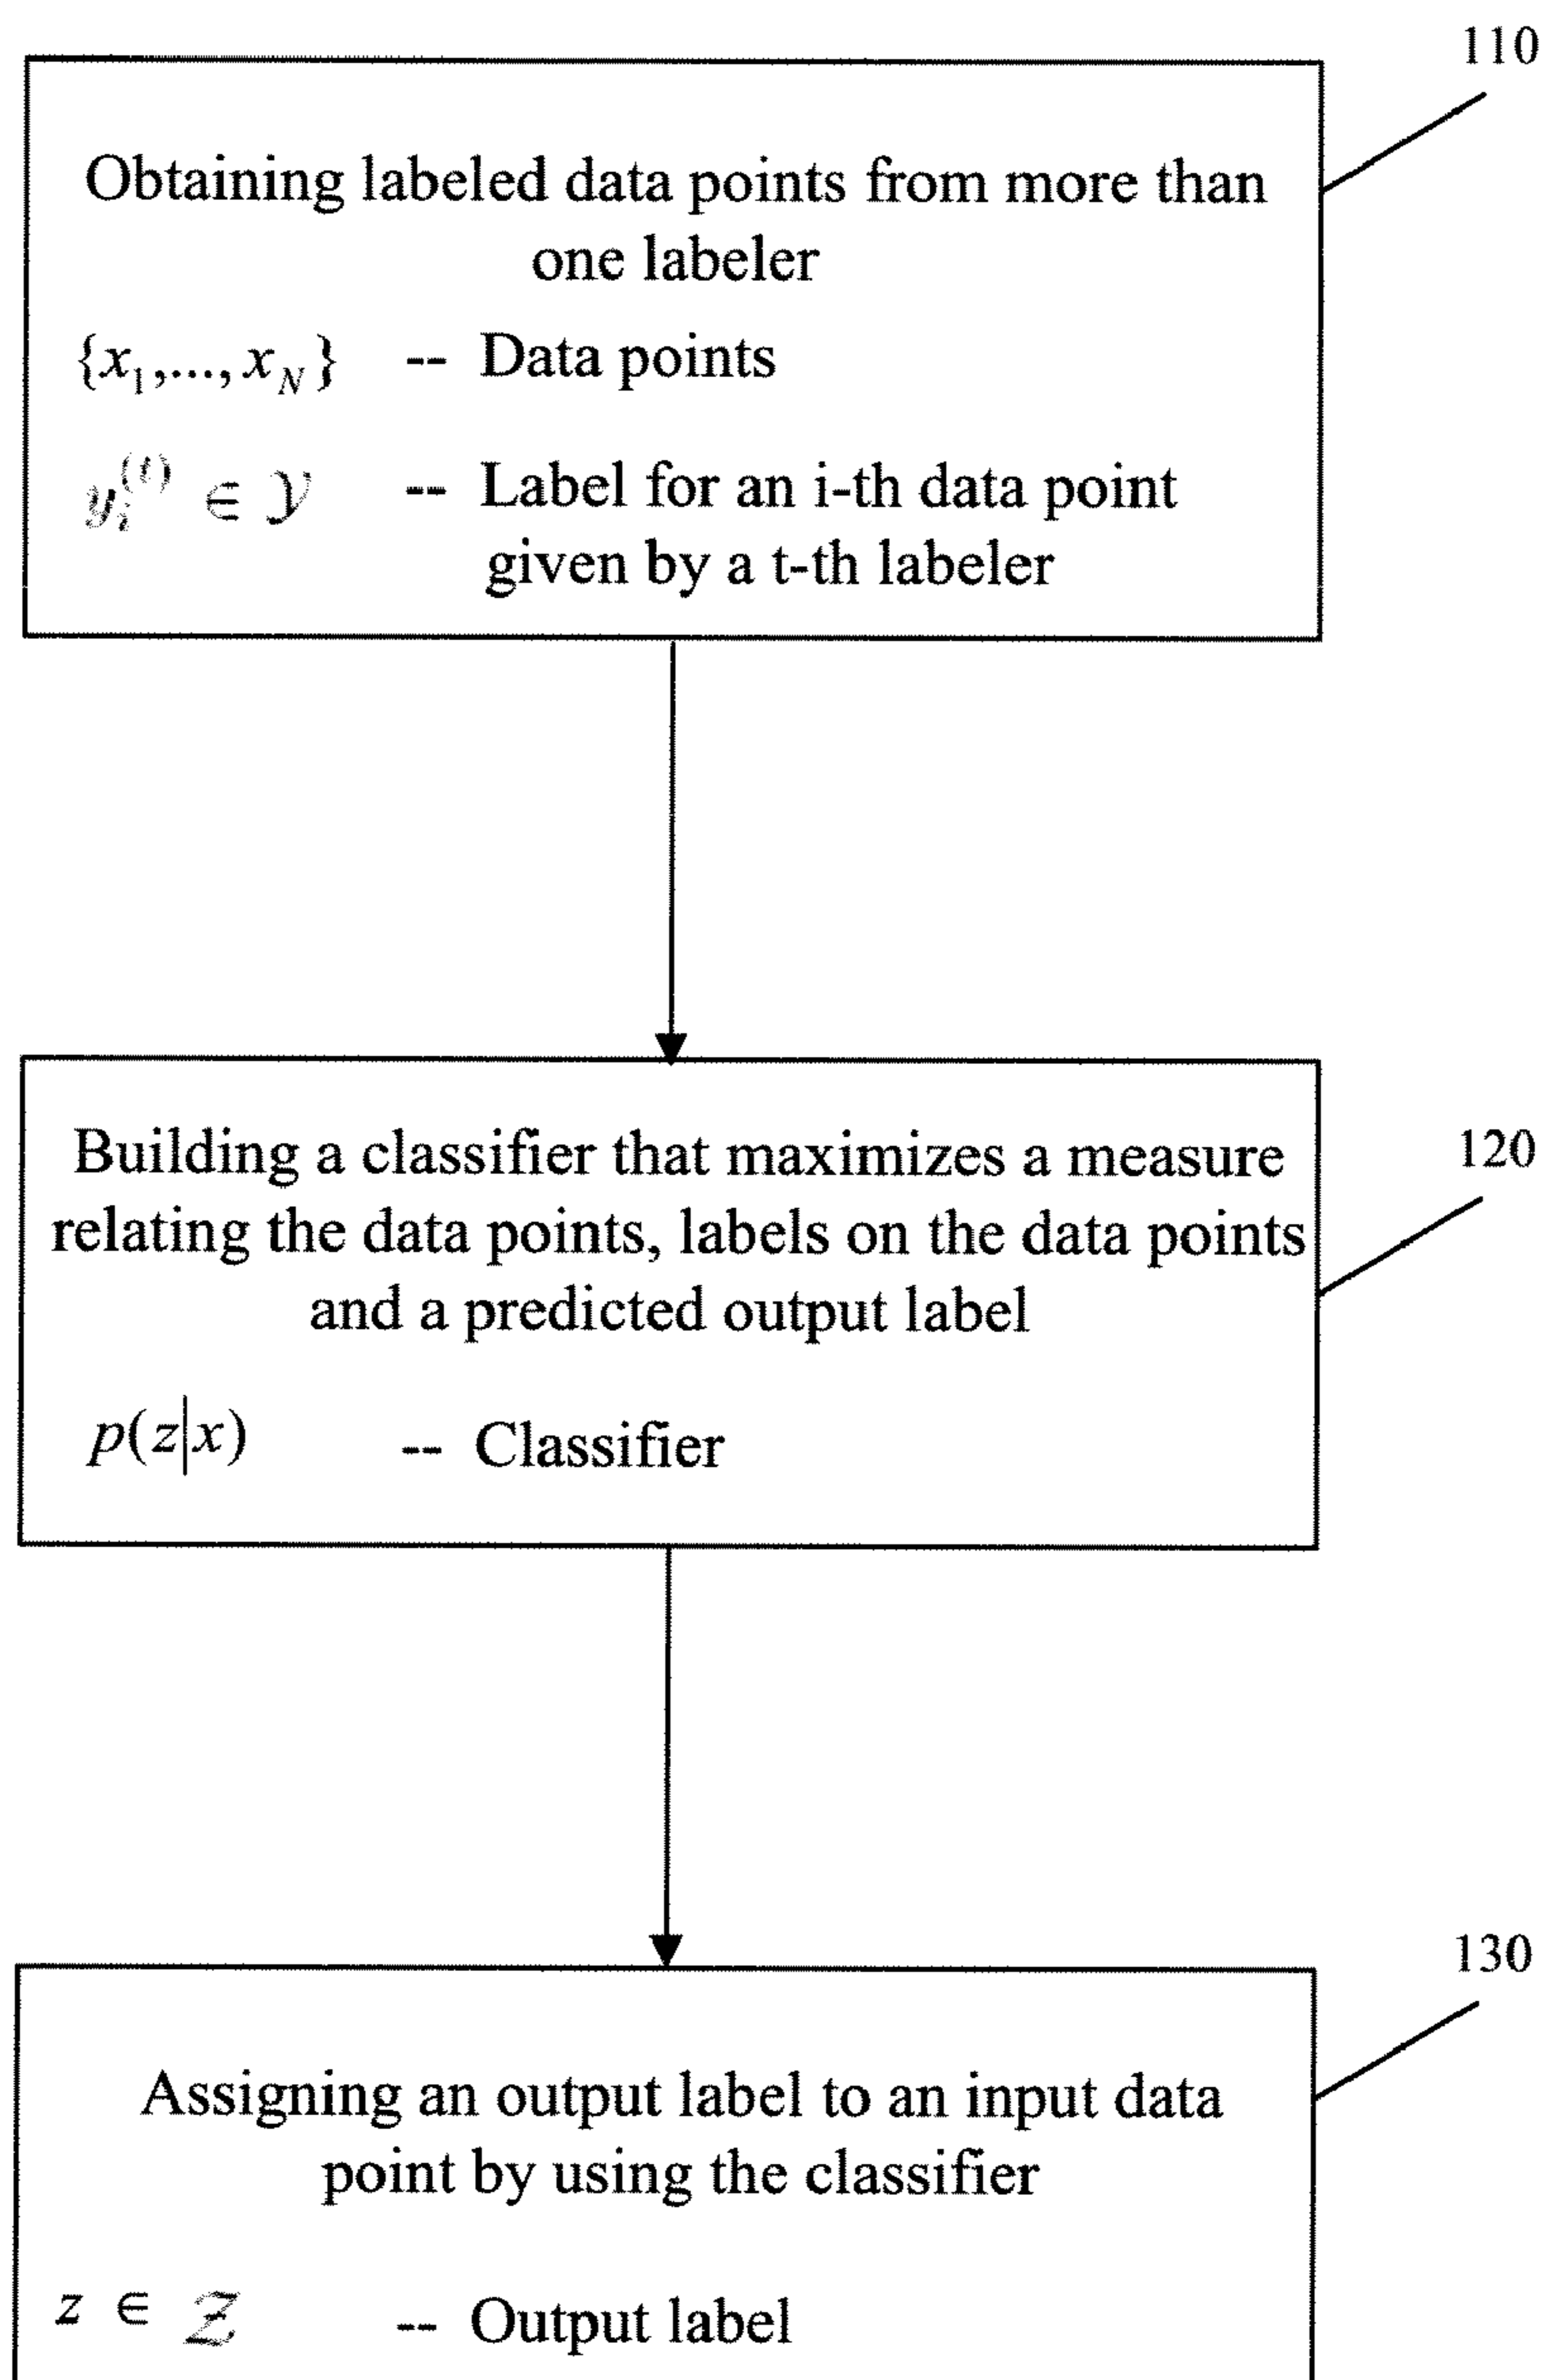 110
Obtaining labeled data points from more than
one labeler
{x₁,..., x_N} -- Data points
y_i^(t) ∈ 𝒴 -- Label for an i-th data point
given by a t-th labeler
120
Building a classifier that maximizes a measure
relating the data points, labels on the data points
and a predicted output label
p(z|x) -- Classifier
130
Assigning an output label to an input data
point by using the classifier
z ∈ 𝒵 -- Output label